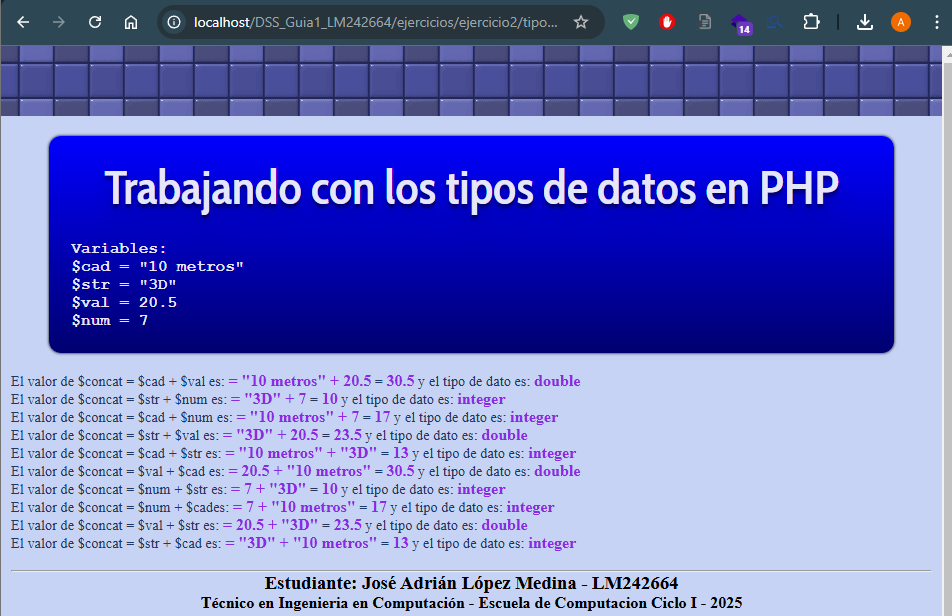 localhost/DSS_Guia1_LM242664/ejercicios/ejercicio2/tipo...
14
A
Trabajando con los tipos de datos en PHP
Variables:
$cad = "10 metros"
$str = "3D"
$val = 20.5
$num = 7
El valor de $concat = $cad + $val es: = "10 metros" + 20.5 = 30.5 y el tipo de dato es: double
El valor de $concat = $str + $num es: = "3D" + 7 = 10 y el tipo de dato es: integer
El valor de $concat = $cad + $num es: = "10 metros" + 7 = 17 y el tipo de dato es: integer
El valor de $concat = $str + $val es: = "3D" + 20.5 = 23.5 y el tipo de dato es: double
El valor de $concat = $cad + $str es: = "10 metros" + "3D" = 13 y el tipo de dato es: integer
El valor de $concat = $val + $cad es: = 20.5 + "10 metros" = 30.5 y el tipo de dato es: double
El valor de $concat = $num + $str es: = 7 + "3D" = 10 y el tipo de dato es: integer
El valor de $concat = $num + $cades: = 7 + "10 metros" = 17 y el tipo de dato es: integer
El valor de $concat = $val + $str es: = 20.5 + "3D" = 23.5 y el tipo de dato es: double
El valor de $concat = $str + $cad es: = "3D" + "10 metros" = 13 y el tipo de dato es: integer
Estudiante: José Adrián López Medina - LM242664
Técnico en Ingenieria en Computación - Escuela de Computacion Ciclo I - 2025